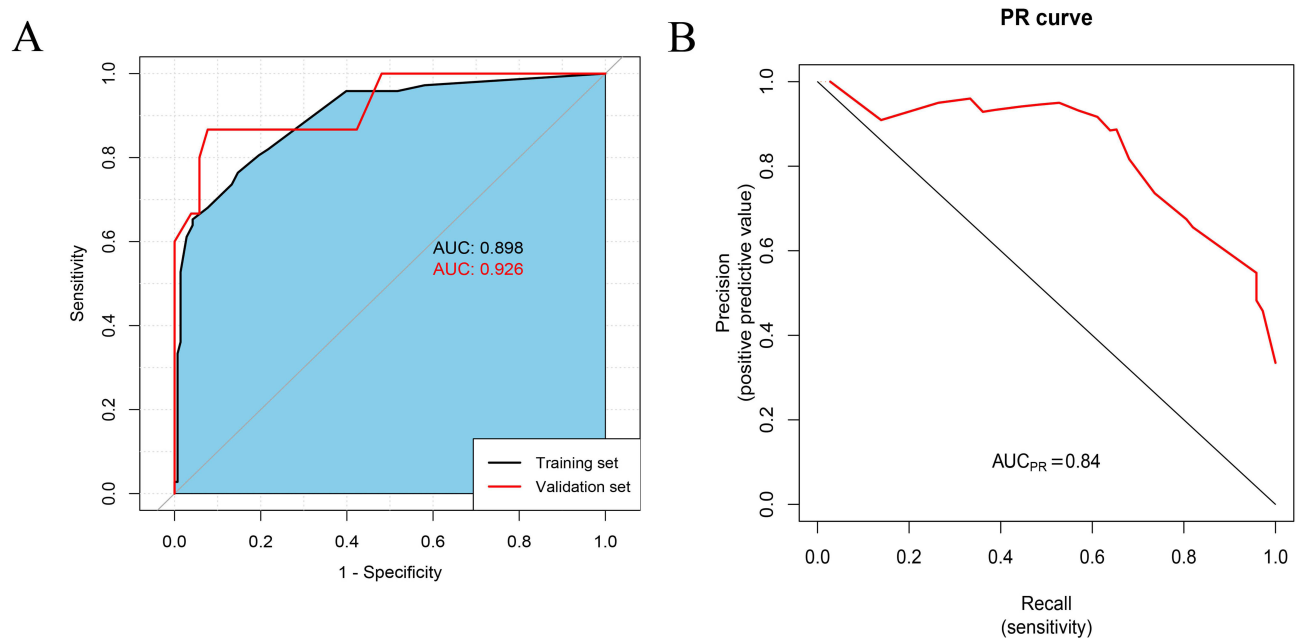 A
1.0
0.8
0.6
0.4
0.2
0.0
Sensitivity
AUC: 0.898
AUC: 0.926
Training set
Validation set
0.0 0.2 0.4 0.6 0.8 1.0
1 - Specificity
B
PR curve
1.0
0.8
0.6
0.4
0.2
0.0
Precision
(positive predictive value)
AUCPR=0.84
0.0 0.2 0.4 0.6 0.8 1.0
Recall
(sensitivity)